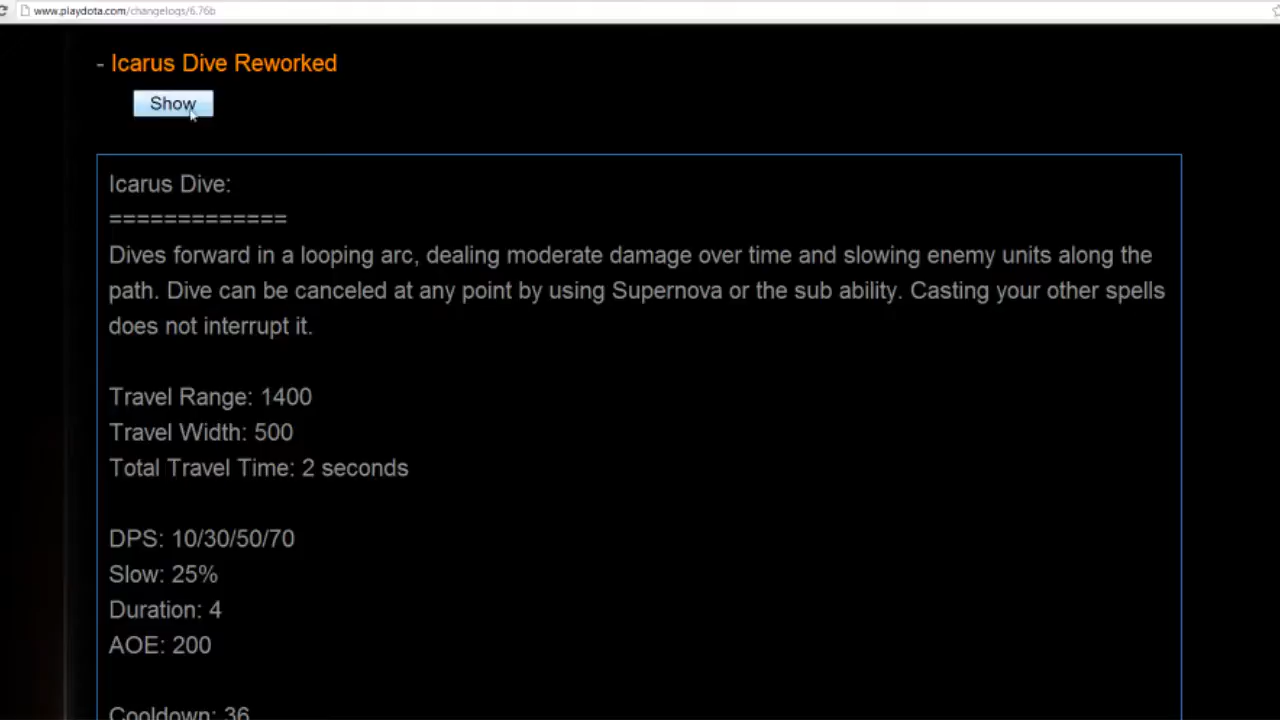 www.playdota.com/changelogs/6.76b
- Icarus Dive Reworked
Show
Icarus Dive:
=============
Dives forward in a looping arc, dealing moderate damage over time and slowing enemy units along the
path. Dive can be canceled at any point by using Supernova or the sub ability. Casting your other spells
does not interrupt it.
Travel Range: 1400
Travel Width: 500
Total Travel Time: 2 seconds
DPS: 10/30/50/70
Slow: 25%
Duration: 4
AOE: 200
Cooldown: 36